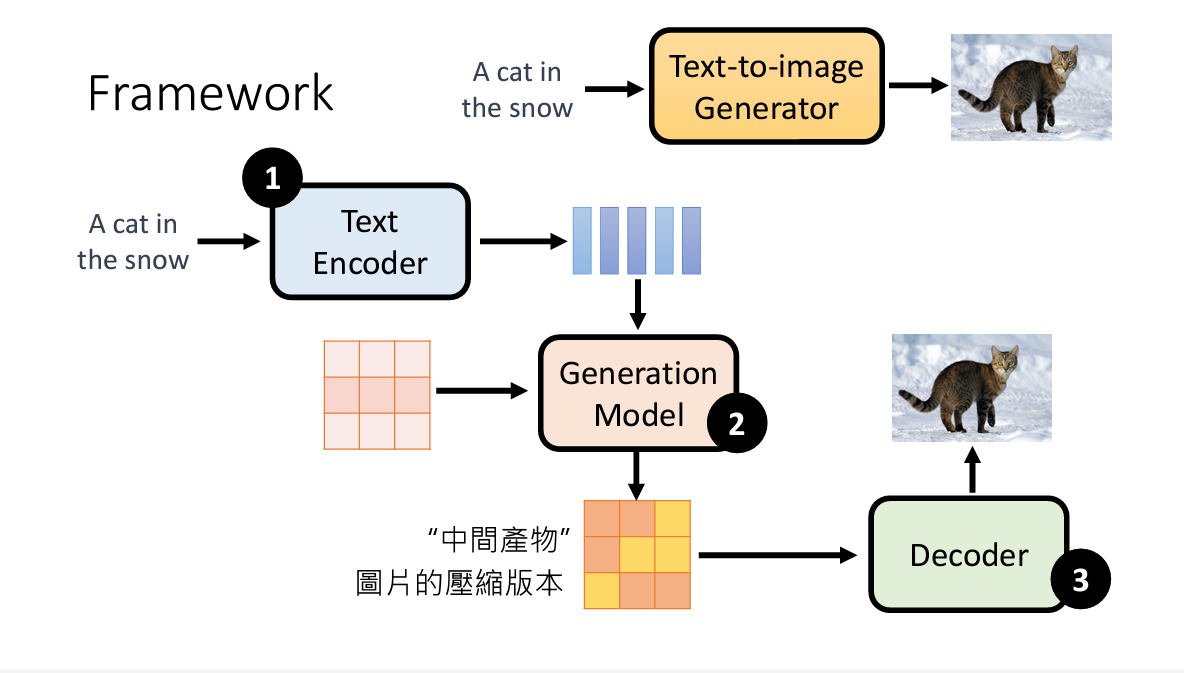 Framework
A cat in
the snow
Text-to-image
Generator
1
A cat in
the snow
Text
Encoder
Generation
Model
2
“中間產物”
圖片的壓縮版本
Decoder
3